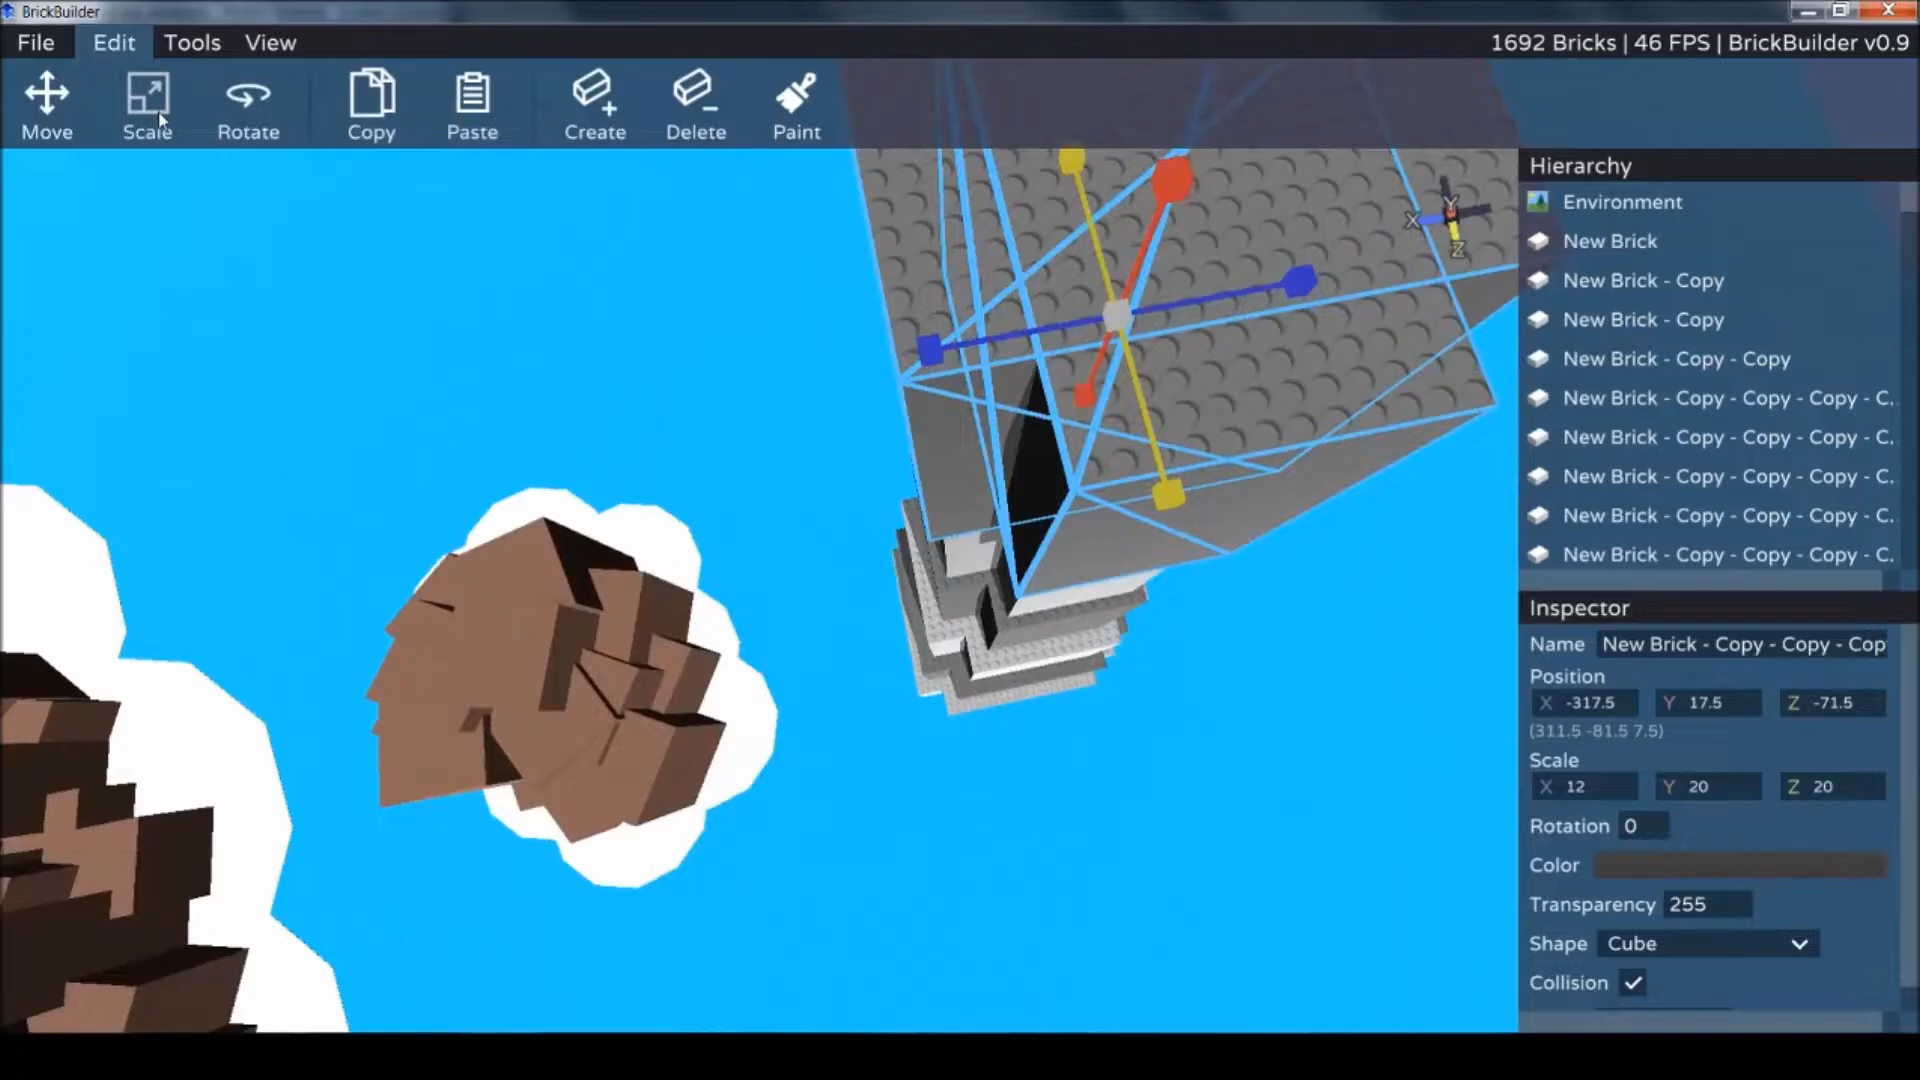 BrickBuilder
File Edit Tools View
1692 Bricks | 46 FPS | BrickBuilder v0.9
Move Scale Rotate Copy Paste Create Delete Paint
Hierarchy
Environment
New Brick
New Brick - Copy
New Brick - Copy
New Brick - Copy - Copy
New Brick - Copy - Copy - Copy - C.
New Brick - Copy - Copy - Copy - C.
New Brick - Copy - Copy - Copy - C.
New Brick - Copy - Copy - Copy - C.
New Brick - Copy - Copy - Copy - C.
Y
X
Z
Inspector
Name New Brick - Copy - Copy - Cop
Position
X -317.5 Y 17.5 Z -71.5
(311.5 -81.5 7.5)
Scale
X 12 Y 20 Z 20
Rotation 0
Color
Transparency 255
Shape Cube
Collision